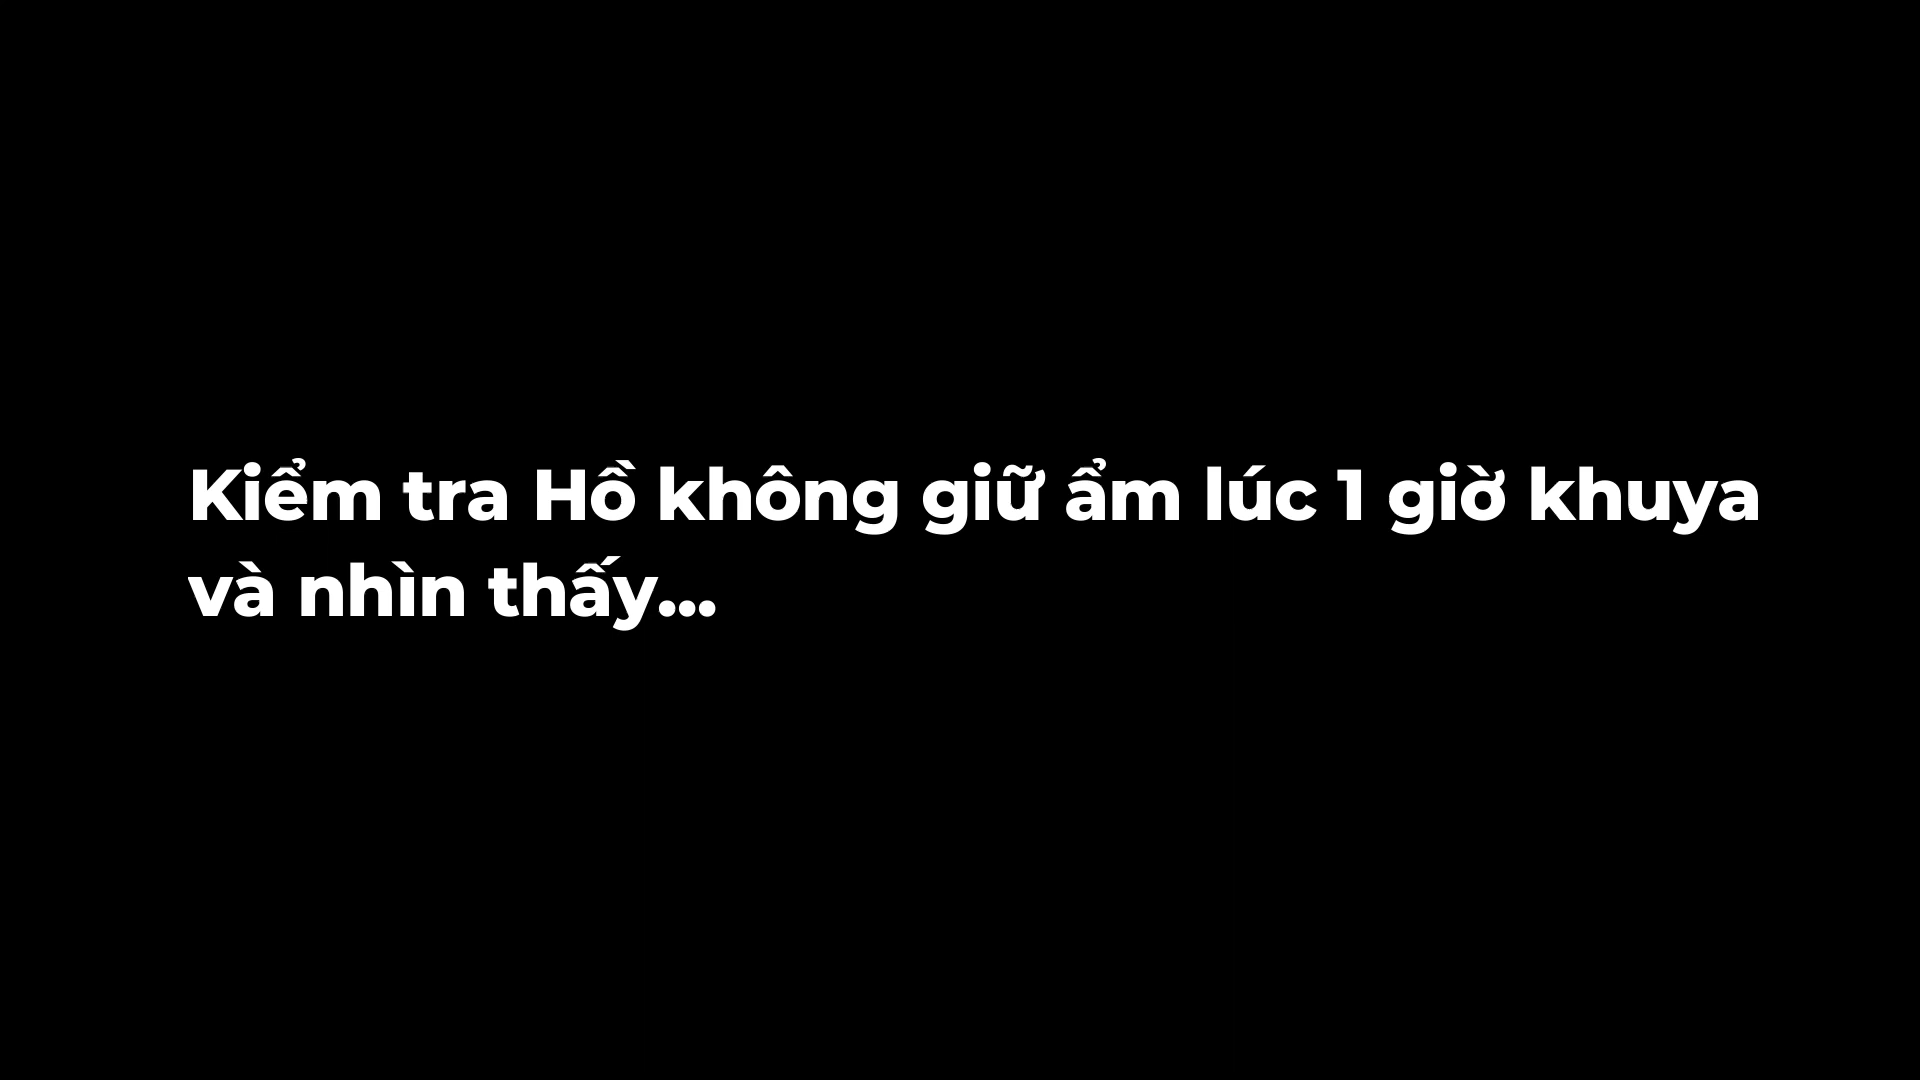 Kiểm tra Hồ không giữ ẩm lúc 1 giờ khuya
và nhìn thấy...